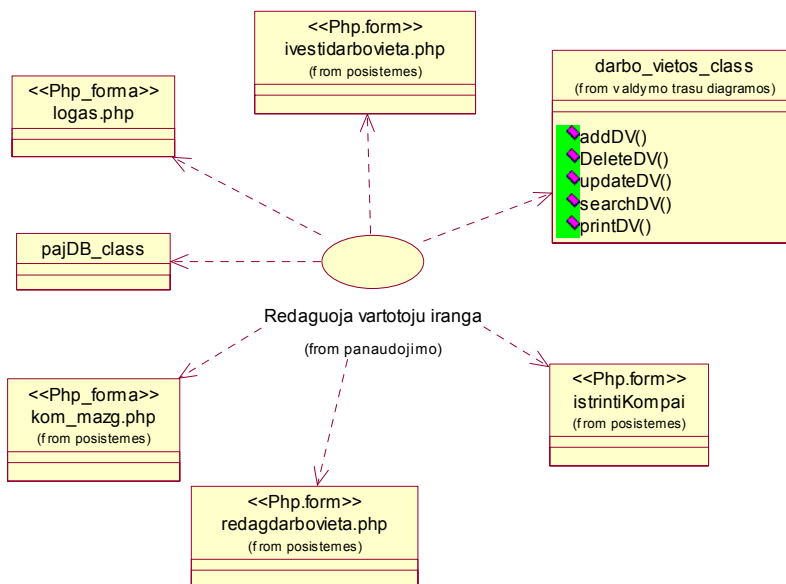 <<Php.form>>
ivestidarbovieta.php
(from posistemes)
<<Php_forma>>
logas.php
darbo_vietos_class
(from valdymo trasu diagramos)
addDV()
DeleteDV()
updateDV()
searchDV()
printDV()
pajDB_class
Redaguoja vartotoju iranga
(from panaudojimo)
<<Php_forma>>
kom_mazg.php
(from posistemes)
<<Php.form>>
istrintiKompai
(from posistemes)
<<Php.form>>
redagdarbovieta.php
(from posistemes)